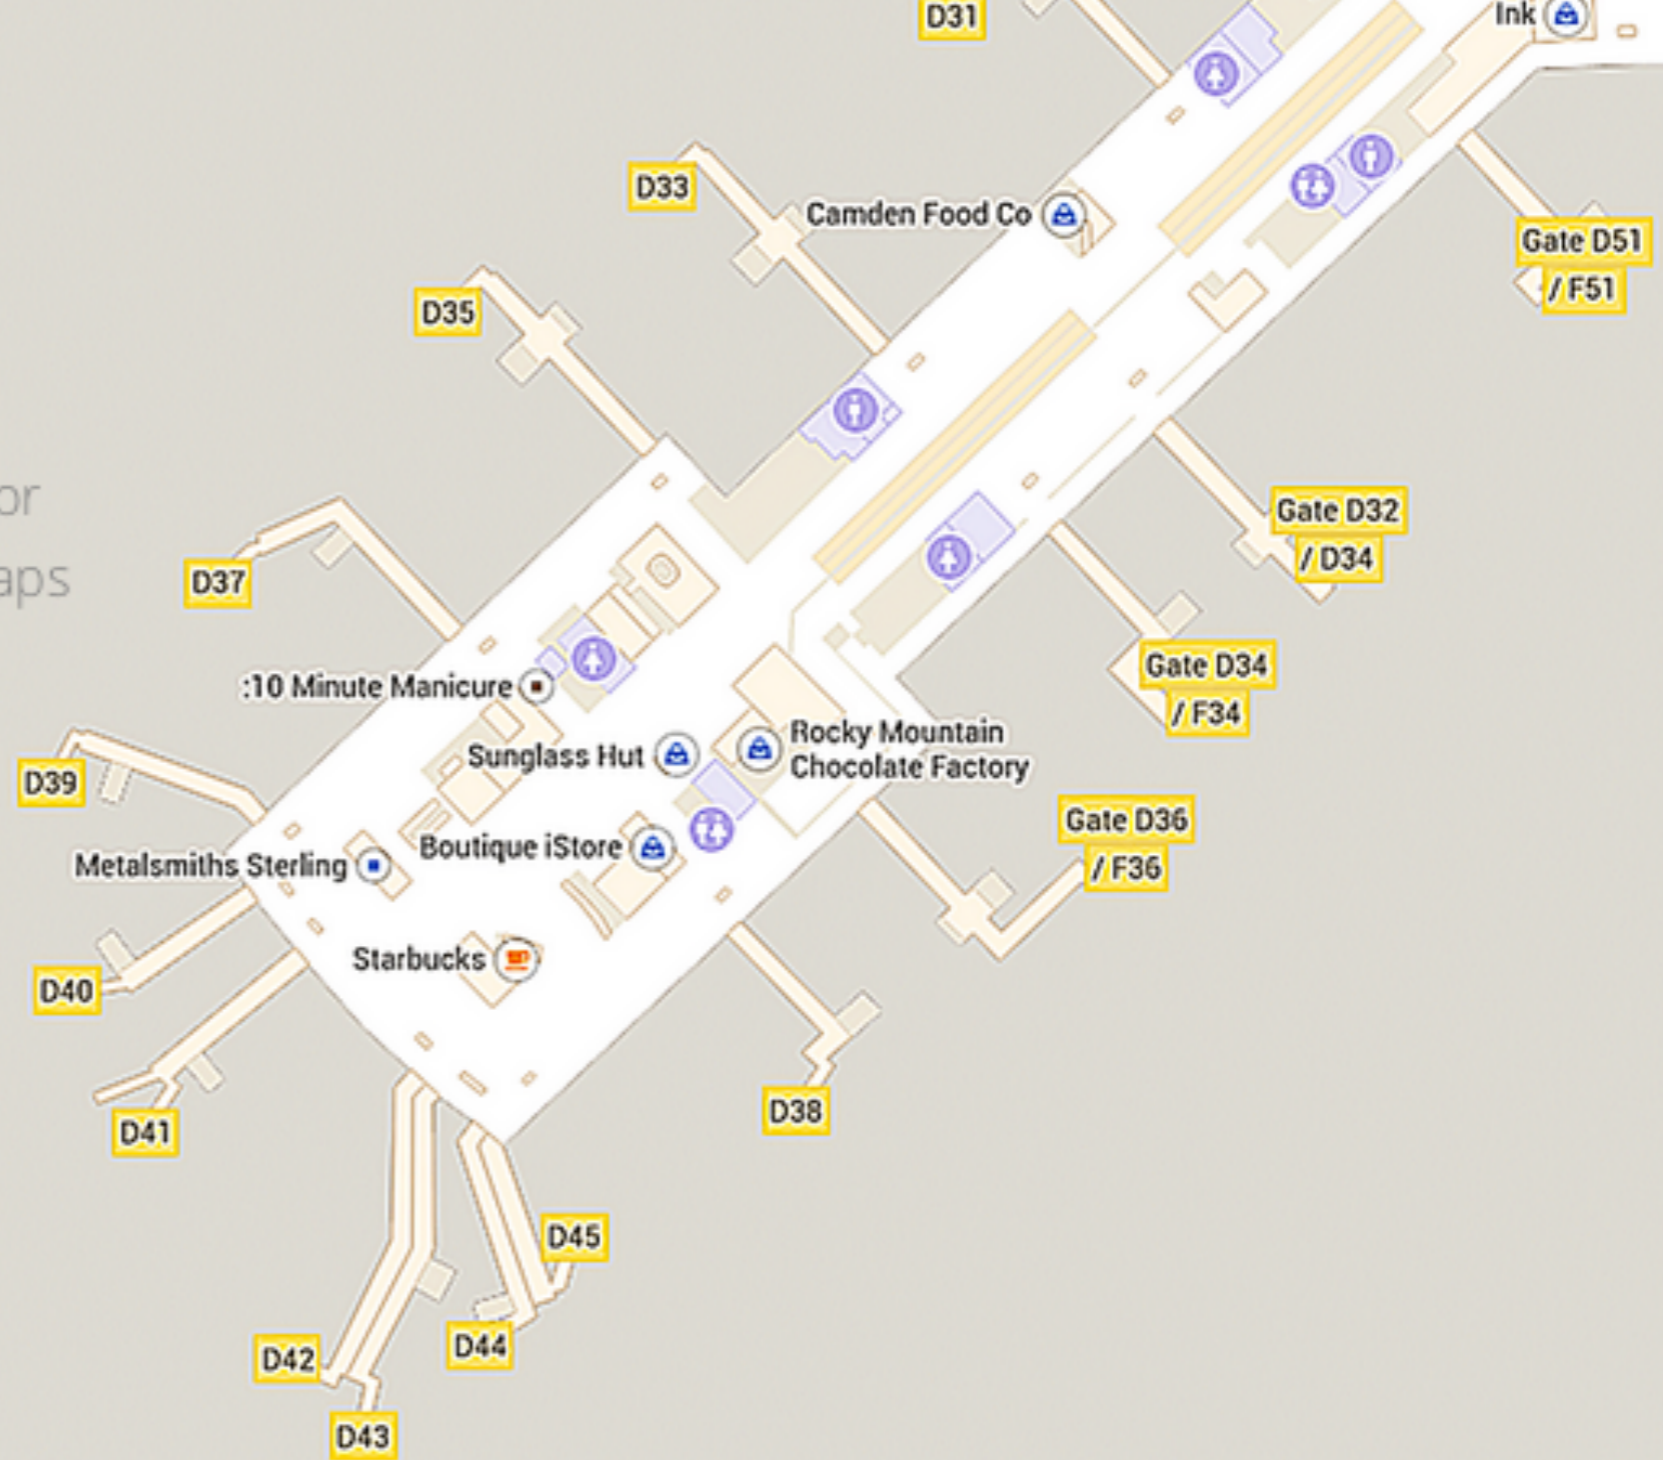 D31
Ink
D33
Camden Food Co
Gate D51
/ F51
D35
or
Gate D32
/ D34
aps
D37
Gate D34
/ F34
:10 Minute Manicure
Rocky Mountain
Chocolate Factory
Sunglass Hut
D39
Gate D36
/ F36
Boutique iStore
Metalsmiths Sterling
Starbucks
D40
D38
D41
D45
D44
D42
D43